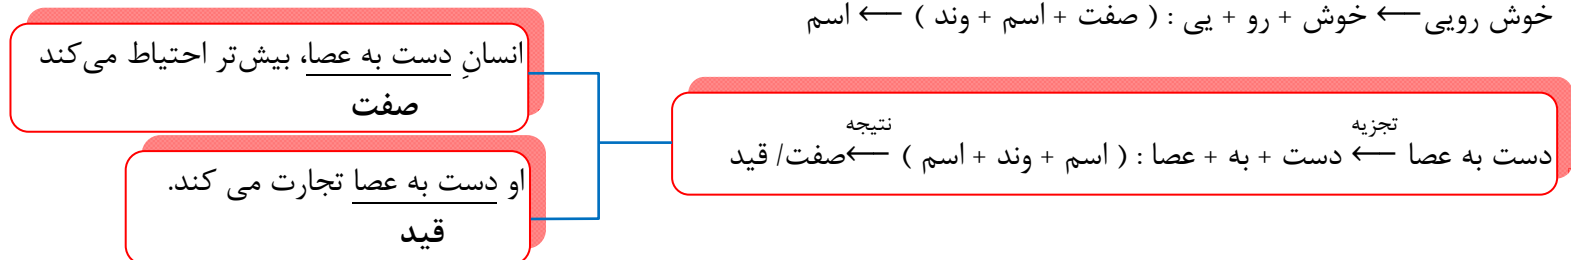 خوش رویی ⟵ خوش + رو + یی : ( صفت + اسم + وند ) ⟵ اسم
تجزیه نتیجه
دست به عصا ⟵ دست + به + عصا : ( اسم + وند + اسم ) ⟵صفت/ قید
انسانِ دست به عصا، بیش‌تر احتیاط می‌کند
صفت
او دست به عصا تجارت می کند.
قید